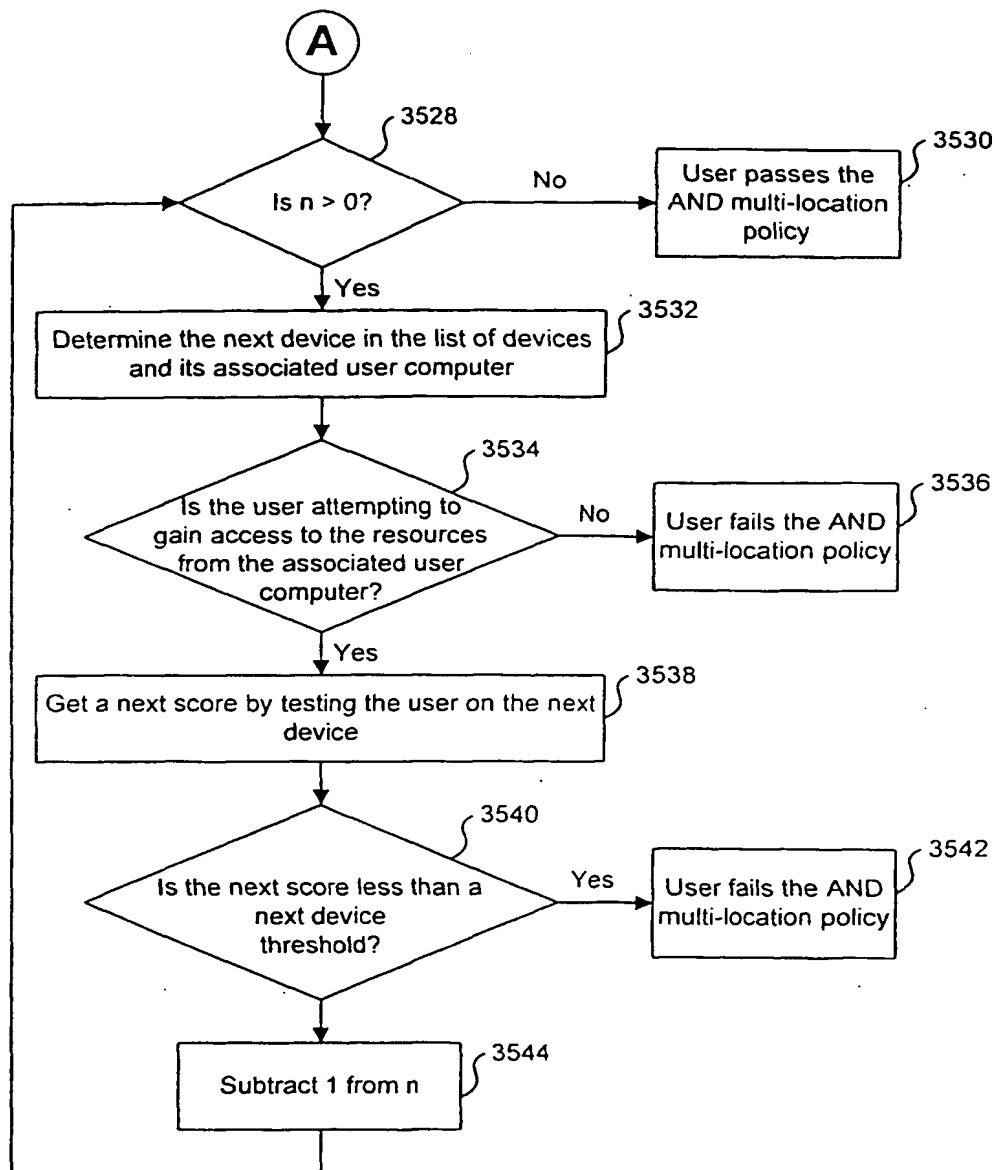 A
3528
Is n > 0?
No
3530
User passes the
AND multi-location
policy
Yes
3532
Determine the next device in the list of devices
and its associated user computer
3534
Is the user attempting to
gain access to the resources
from the associated user
computer?
No
3536
User fails the AND
multi-location policy
Yes
3538
Get a next score by testing the user on the next
device
3540
Is the next score less than a
next device
threshold?
Yes
3542
User fails the AND
multi-location policy
3544
Subtract 1 from n